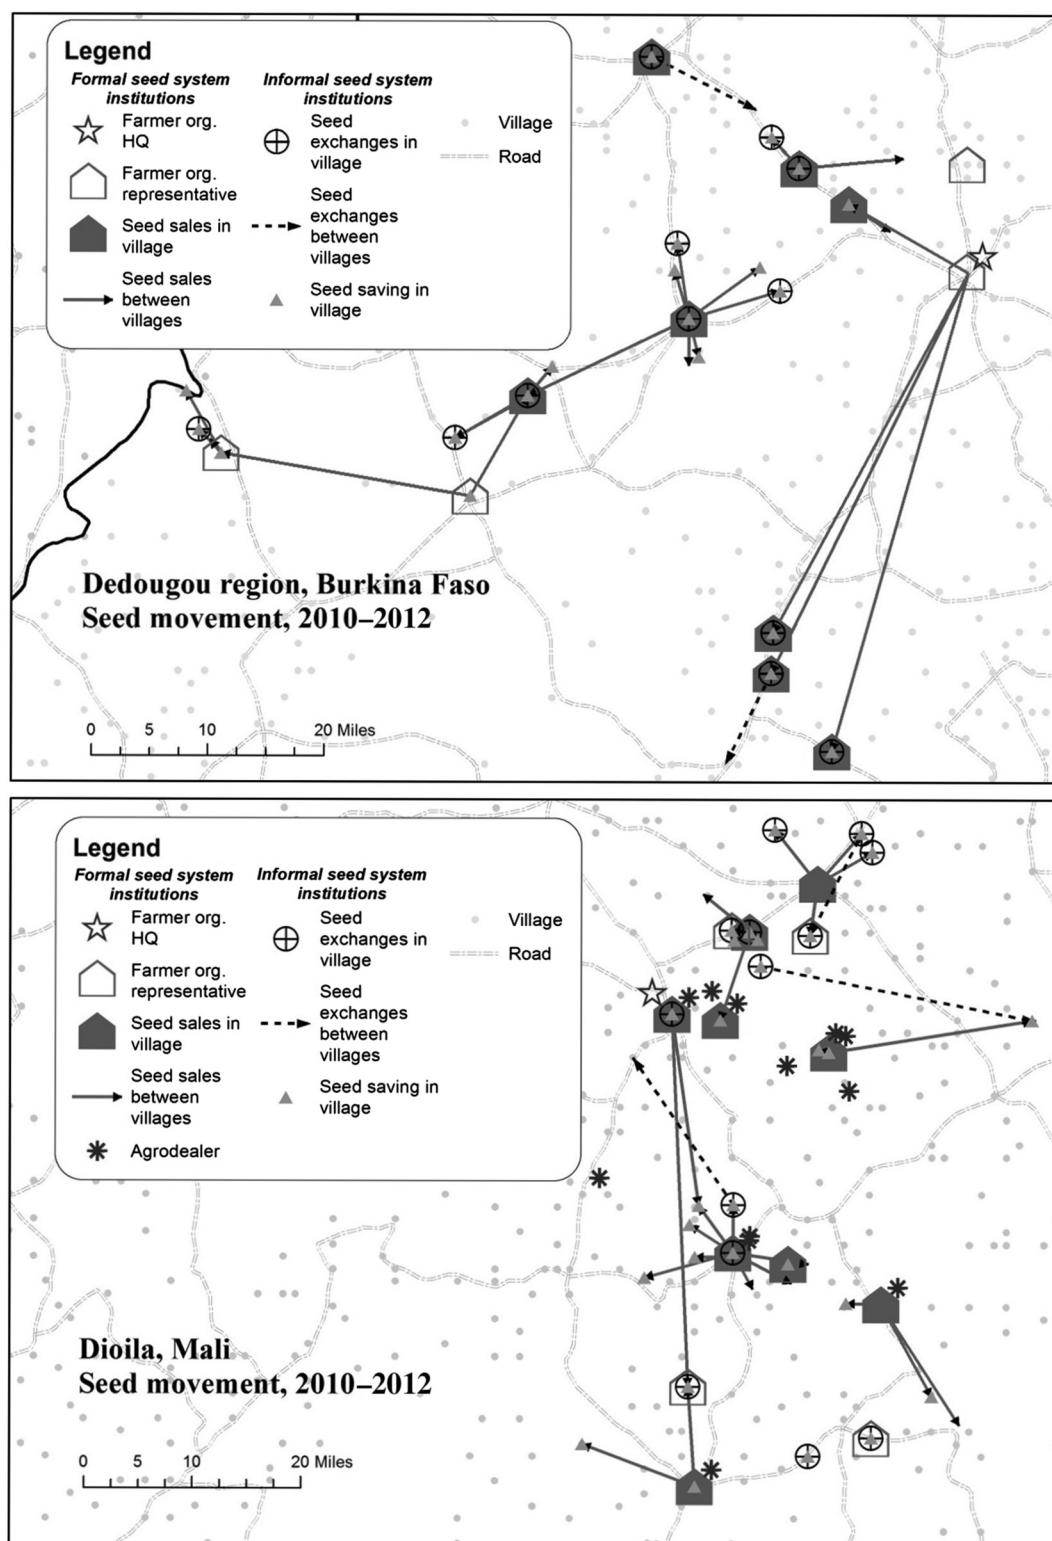 Legend
Formal seed system
institutions
Farmer org.
HQ
Farmer org.
representative
Seed sales in
village
Seed sales
between
villages
Informal seed system
institutions
Seed
exchanges in
village
Seed
exchanges
between
villages
Seed saving in
village
Village
Road
Dedougou region, Burkina Faso
Seed movement, 2010–2012
0 5 10 20 Miles
Legend
Formal seed system
institutions
Farmer org.
HQ
Farmer org.
representative
Seed sales in
village
Seed sales
between
villages
Agrodealer
Informal seed system
institutions
Seed
exchanges in
village
Seed
exchanges
between
villages
Seed saving in
village
Village
Road
Dioila, Mali
Seed movement, 2010–2012
0 5 10 20 Miles